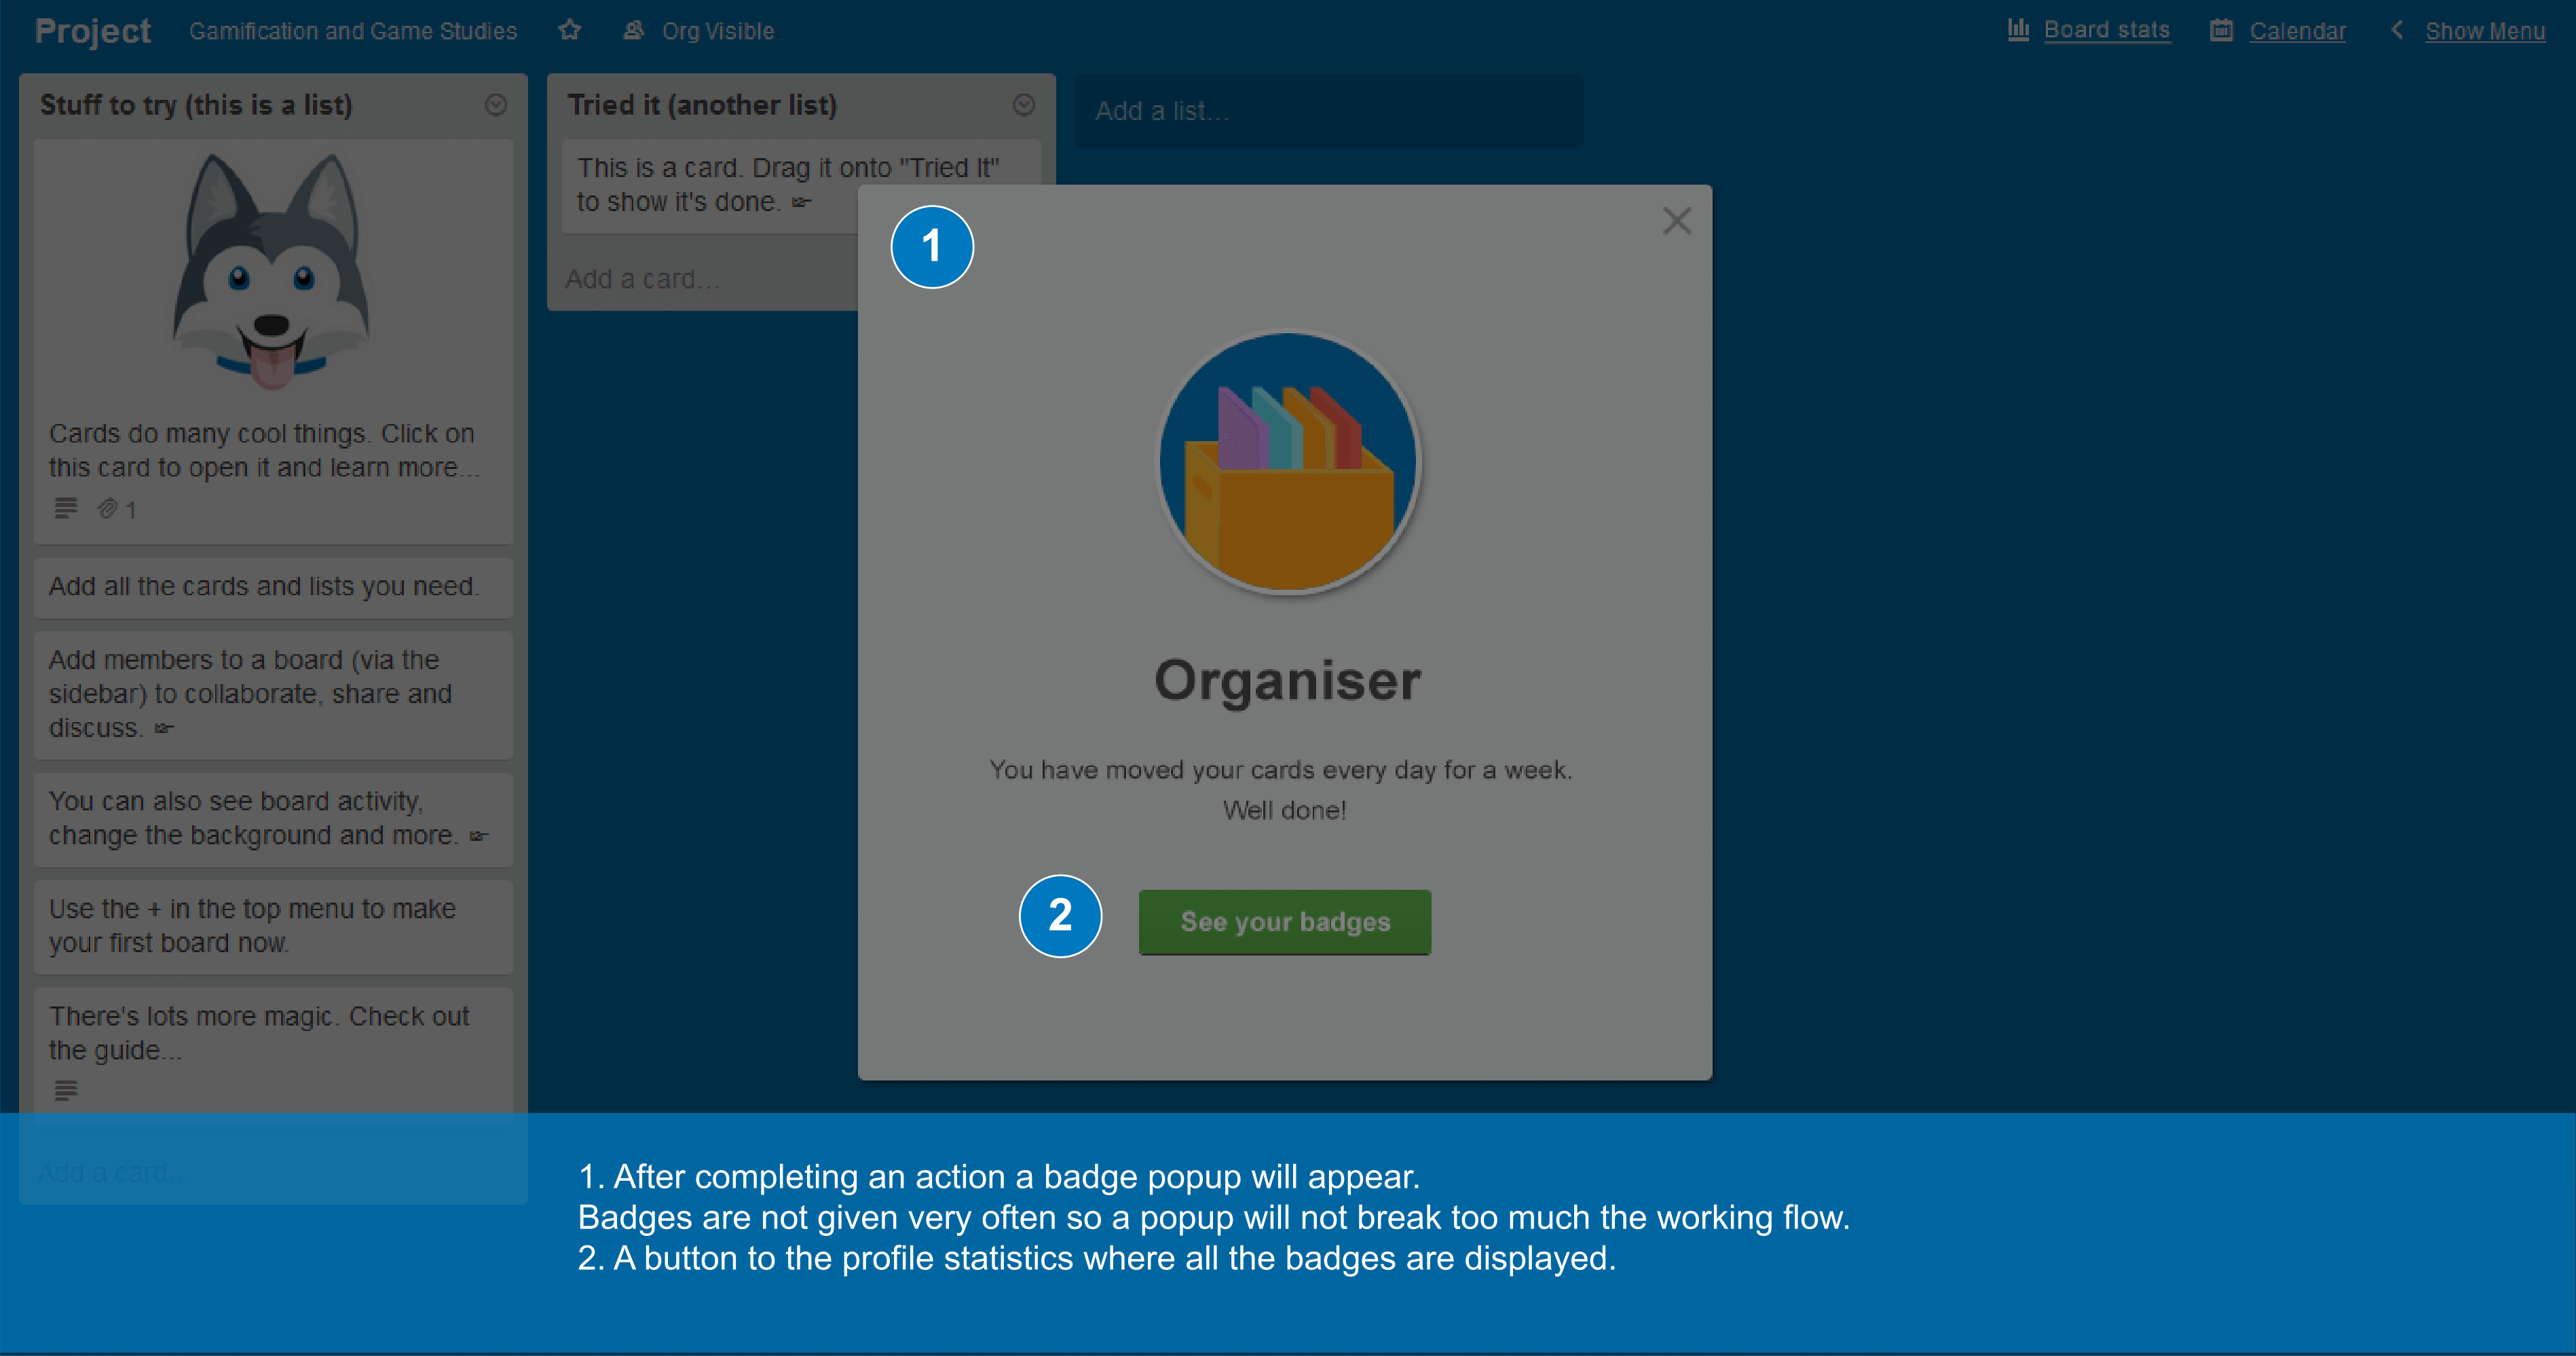 Project
Gamification and Game Studies
Org Visible
Board stats
Calendar
Show Menu
Stuff to try (this is a list)
Cards do many cool things. Click on
this card to open it and learn more...
1
Add all the cards and lists you need.
Add members to a board (via the
sidebar) to collaborate, share and
discuss.
You can also see board activity,
change the background and more.
Use the + in the top menu to make
your first board now.
There's lots more magic. Check out
the guide...
Add a card...
Tried it (another list)
This is a card. Drag it onto "Tried It"
to show it's done.
Add a card...
Add a list...
1
Organiser
You have moved your cards every day for a week.
Well done!
2
See your badges
1. After completing an action a badge popup will appear.
Badges are not given very often so a popup will not break too much the working flow.
2. A button to the profile statistics where all the badges are displayed.